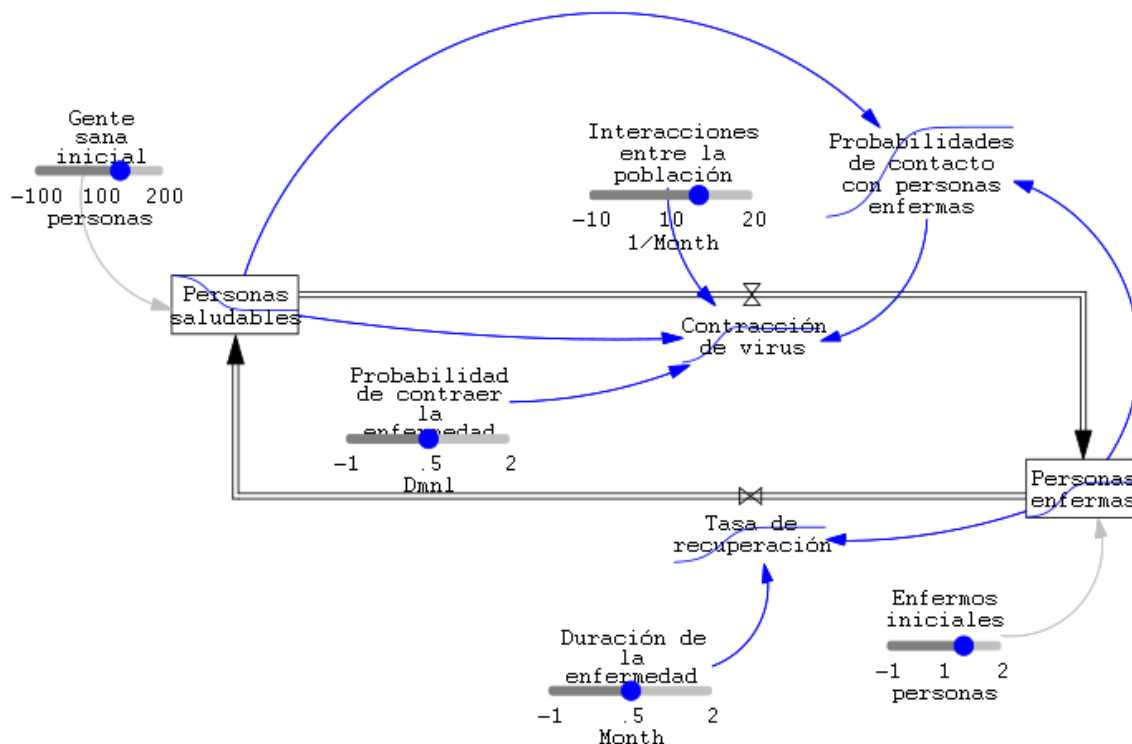 Gente
sana
inicial
-100 100 200
personas
Interacciones
entre la
población
-10 10 20
1/Month
Probabilidades
de contacto
con personas
enfermas
Personas
saludables
Contracción
de virus
Probabilidad
de contraer
la
enfermedad
-1 .5 2
Dmnl
Personas
enfermas
Tasa de
recuperación
Enfermos
iniciales
-1 1 2
personas
Duración de
la
enfermedad
-1 .5 2
Month